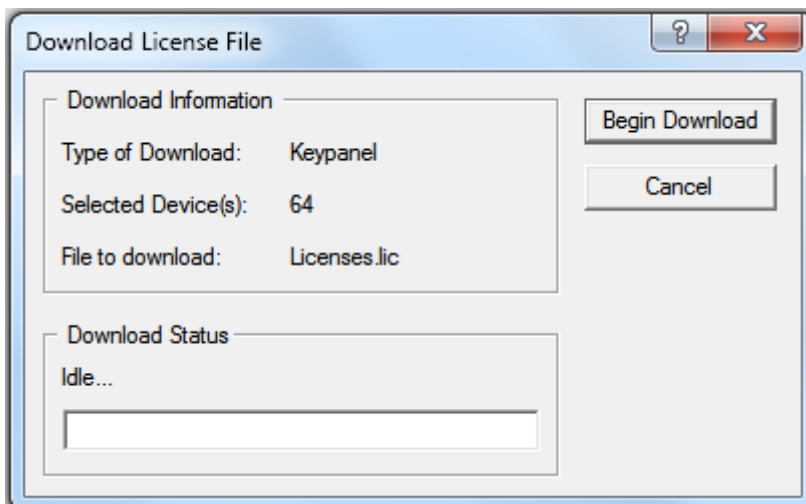 Download License File
Download Information
Type of Download: Keypanel
Selected Device(s): 64
File to download: Licenses.lic
Begin Download
Cancel
Download Status
Idle...